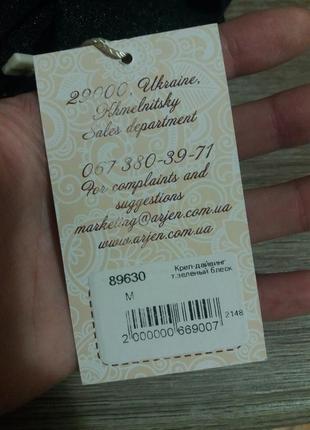 29000, Ukraine,
Khmelnitsky
Sales department
067 380-39-71
For complaints and
suggestions
marketing@arjen.com.ua
www.arjen.com.ua
89630
Креп-дайвинг
т.зеленый блеск
M
2148
2 000000 669007